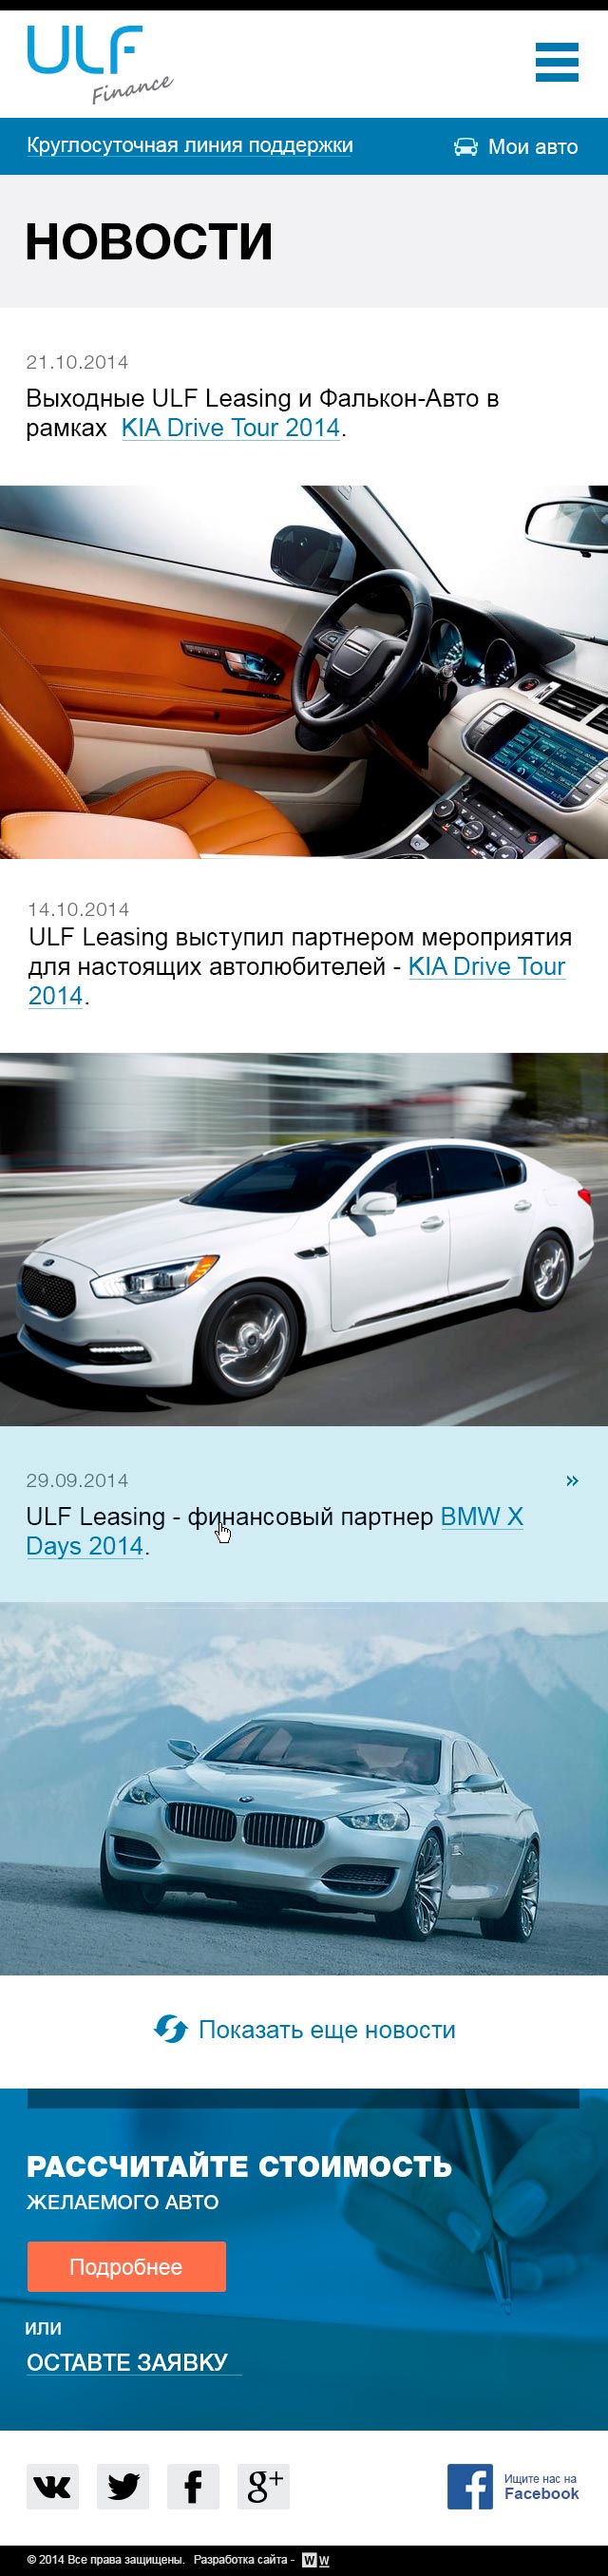 ULF
Finance
Круглосуточная линия поддержки
Мои авто
НОВОСТИ
21.10.2014
Выходные ULF Leasing и Фалькон-Авто в
рамках KIA Drive Tour 2014.
14.10.2014
ULF Leasing выступил партнером мероприятия
для настоящих автолюбителей - KIA Drive Tour
2014.
29.09.2014
»
ULF Leasing - финансовый партнер BMW X
Days 2014.
Показать еще новости
РАССЧИТАЙТЕ СТОИМОСТЬ
ЖЕЛАЕМОГО АВТО
Подробнее
ИЛИ
ОСТАВТЕ ЗАЯВКУ
g+
Ищите нас на
Facebook
© 2014 Все права защищены. Разработка сайта - WW